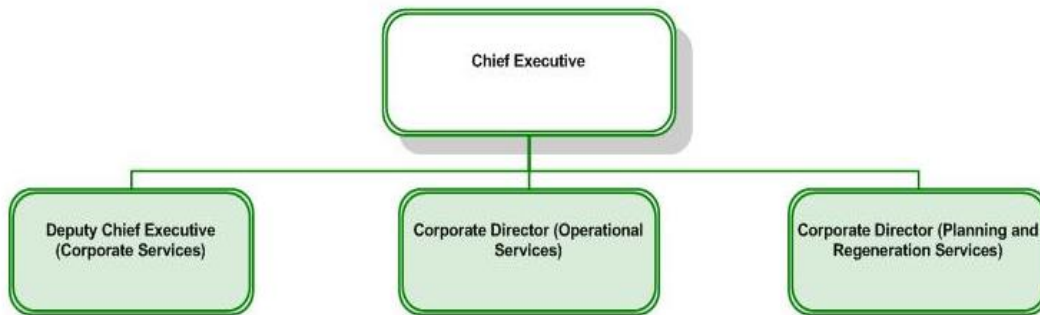 Chief Executive
Deputy Chief Executive
(Corporate Services)
Corporate Director (Operational
Services)
Corporate Director (Planning and
Regeneration Services)